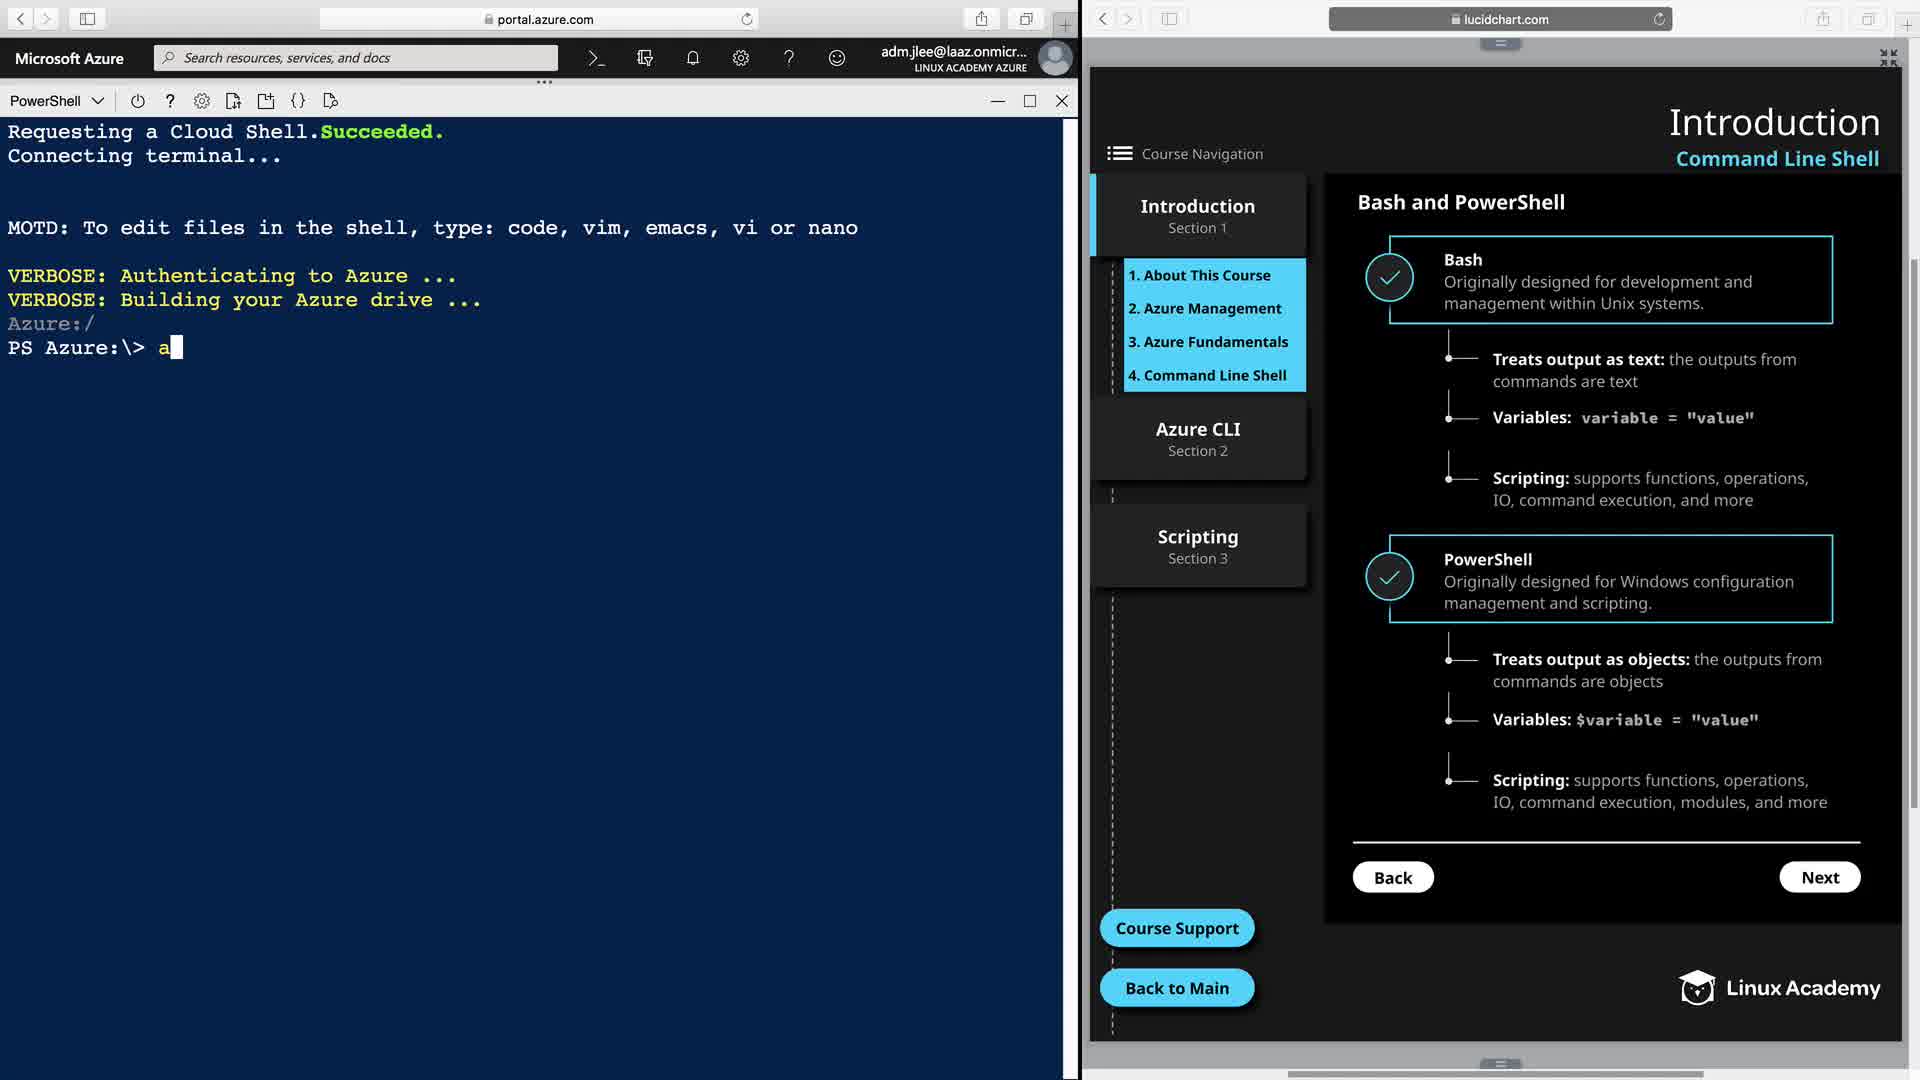 portal.azure.com
Microsoft Azure
Search resources, services, and docs
adm.jlee@laaz.onmicr...
LINUX ACADEMY AZURE
PowerShell
Requesting a Cloud Shell.Succeeded.
Connecting terminal...
MOTD: To edit files in the shell, type: code, vim, emacs, vi or nano
VERBOSE: Authenticating to Azure ...
VERBOSE: Building your Azure drive ...
Azure:/
PS Azure:\> a
lucidchart.com
Introduction
Command Line Shell
Course Navigation
Introduction
Section 1
1. About This Course
2. Azure Management
3. Azure Fundamentals
4. Command Line Shell
Azure CLI
Section 2
Scripting
Section 3
Course Support
Back to Main
Bash and PowerShell
Bash
Originally designed for development and
management within Unix systems.
Treats output as text: the outputs from
commands are text
Variables: variable = "value"
Scripting: supports functions, operations,
IO, command execution, and more
PowerShell
Originally designed for Windows configuration
management and scripting.
Treats output as objects: the outputs from
commands are objects
Variables: $variable = "value"
Scripting: supports functions, operations,
IO, command execution, modules, and more
Back
Next
Linux Academy